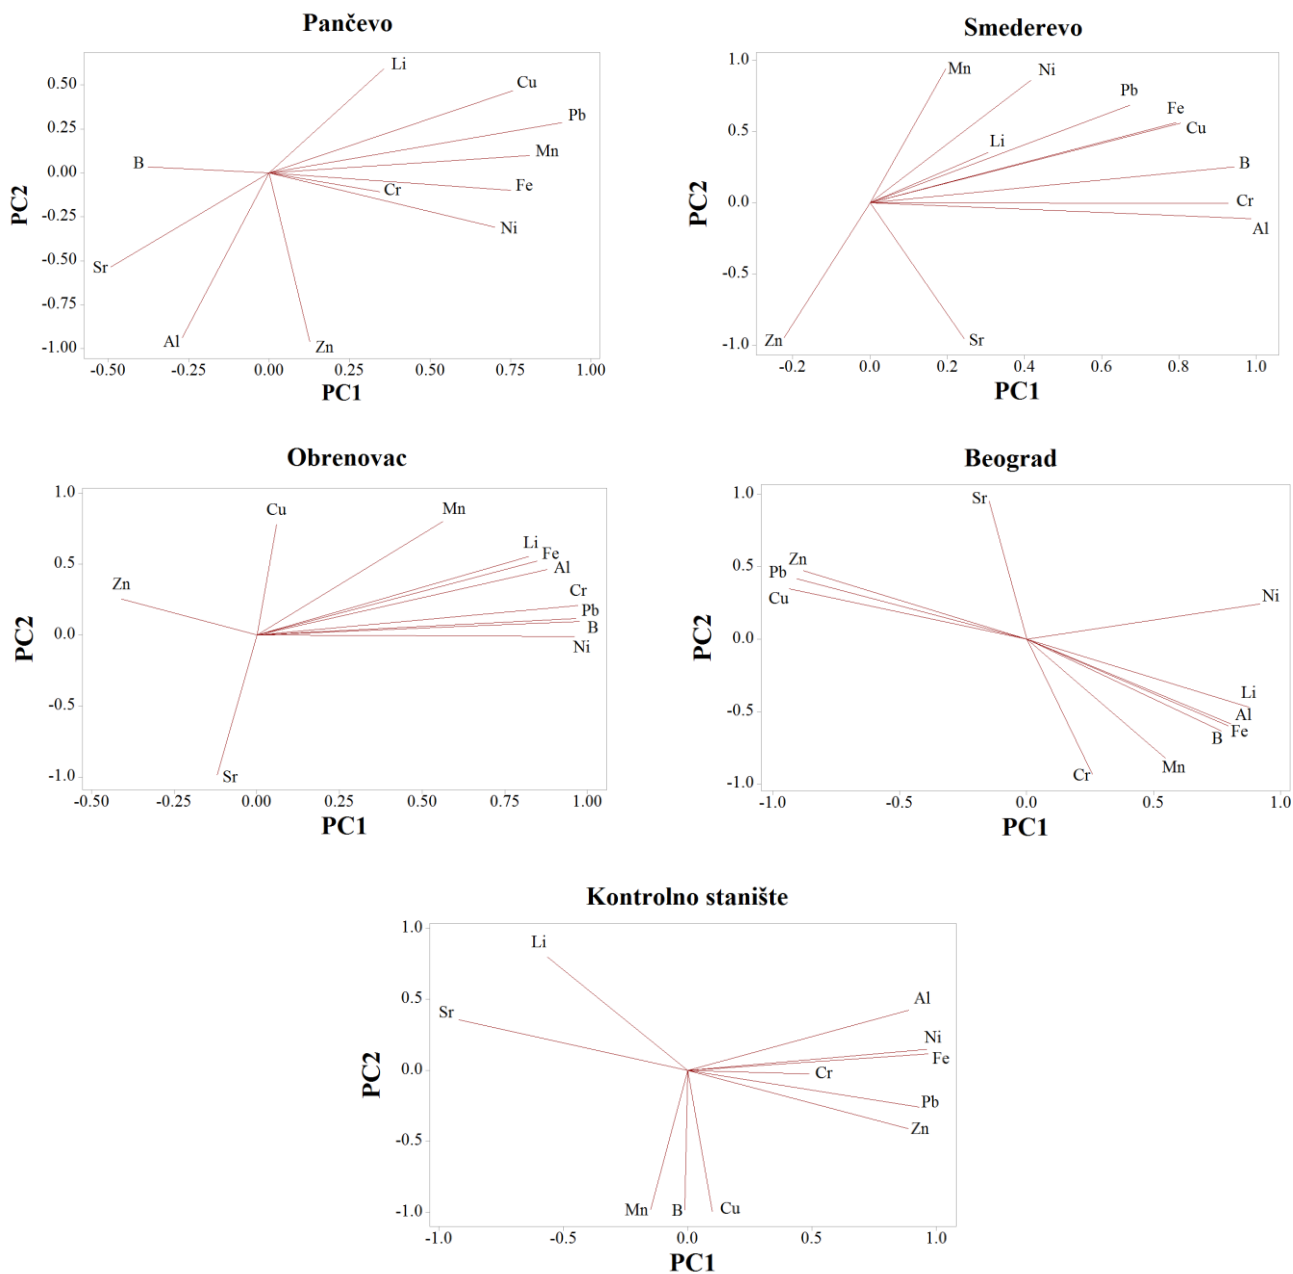 Pančevo
0.50
0.25
0.00
-0.25
-0.50
-0.75
-1.00
PC2
Li
Cu
Pb
Mn
B
Cr
Fe
Ni
Sr
Al
Zn
-0.50 -0.25 0.00 0.25 0.50 0.75 1.00
PC1
Smederevo
1.0
0.5
0.0
-0.5
-1.0
PC2
Mn
Ni
Pb
Fe
Cu
Li
B
Cr
Al
Zn
Sr
-0.2 0.0 0.2 0.4 0.6 0.8 1.0
PC1
Obrenovac
1.0
0.5
0.0
-0.5
-1.0
PC2
Cu
Mn
Li
Fe
Al
Zn
Cr
Pb
B
Ni
Sr
-0.50 -0.25 0.00 0.25 0.50 0.75 1.00
PC1
Beograd
1.0
0.5
0.0
-0.5
-1.0
PC2
Sr
Zn
Pb
Cu
Ni
Li
Al
Fe
B
Mn
Cr
-1.0 -0.5 0.0 0.5 1.0
PC1
Kontrolno stanište
1.0
0.5
0.0
-0.5
-1.0
PC2
Li
Sr
Al
Ni
Fe
Cr
Pb
Zn
Mn
B
Cu
-1.0 -0.5 0.0 0.5 1.0
PC1